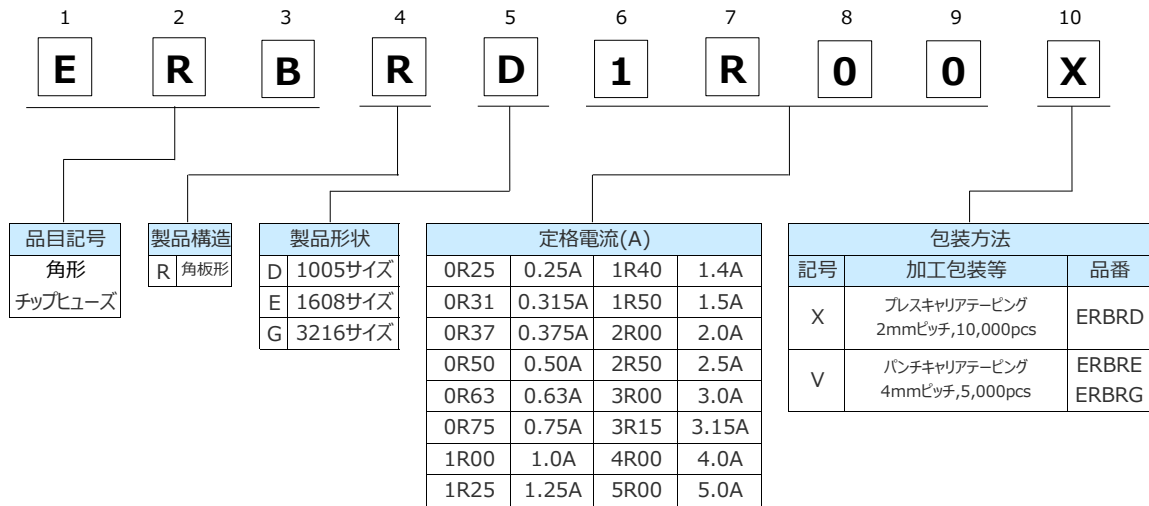 1 2 3 4 5 6 7 8 9 10
E R B R D 1 R 0 0 X
品目記号
角形
チップヒューズ
製品構造
R 角板形
製品形状
D 1005サイズ
E 1608サイズ
G 3216サイズ
定格電流(A)
0R25 0.25A 1R40 1.4A
0R31 0.315A 1R50 1.5A
0R37 0.375A 2R00 2.0A
0R50 0.50A 2R50 2.5A
0R63 0.63A 3R00 3.0A
0R75 0.75A 3R15 3.15A
1R00 1.0A 4R00 4.0A
1R25 1.25A 5R00 5.0A
包装方法
記号 加工包装等 品番
X プレスキャリアテーピング
2mmピッチ,10,000pcs ERBRD
V パンチキャリアテーピング
4mmピッチ,5,000pcs ERBRE
ERBRG